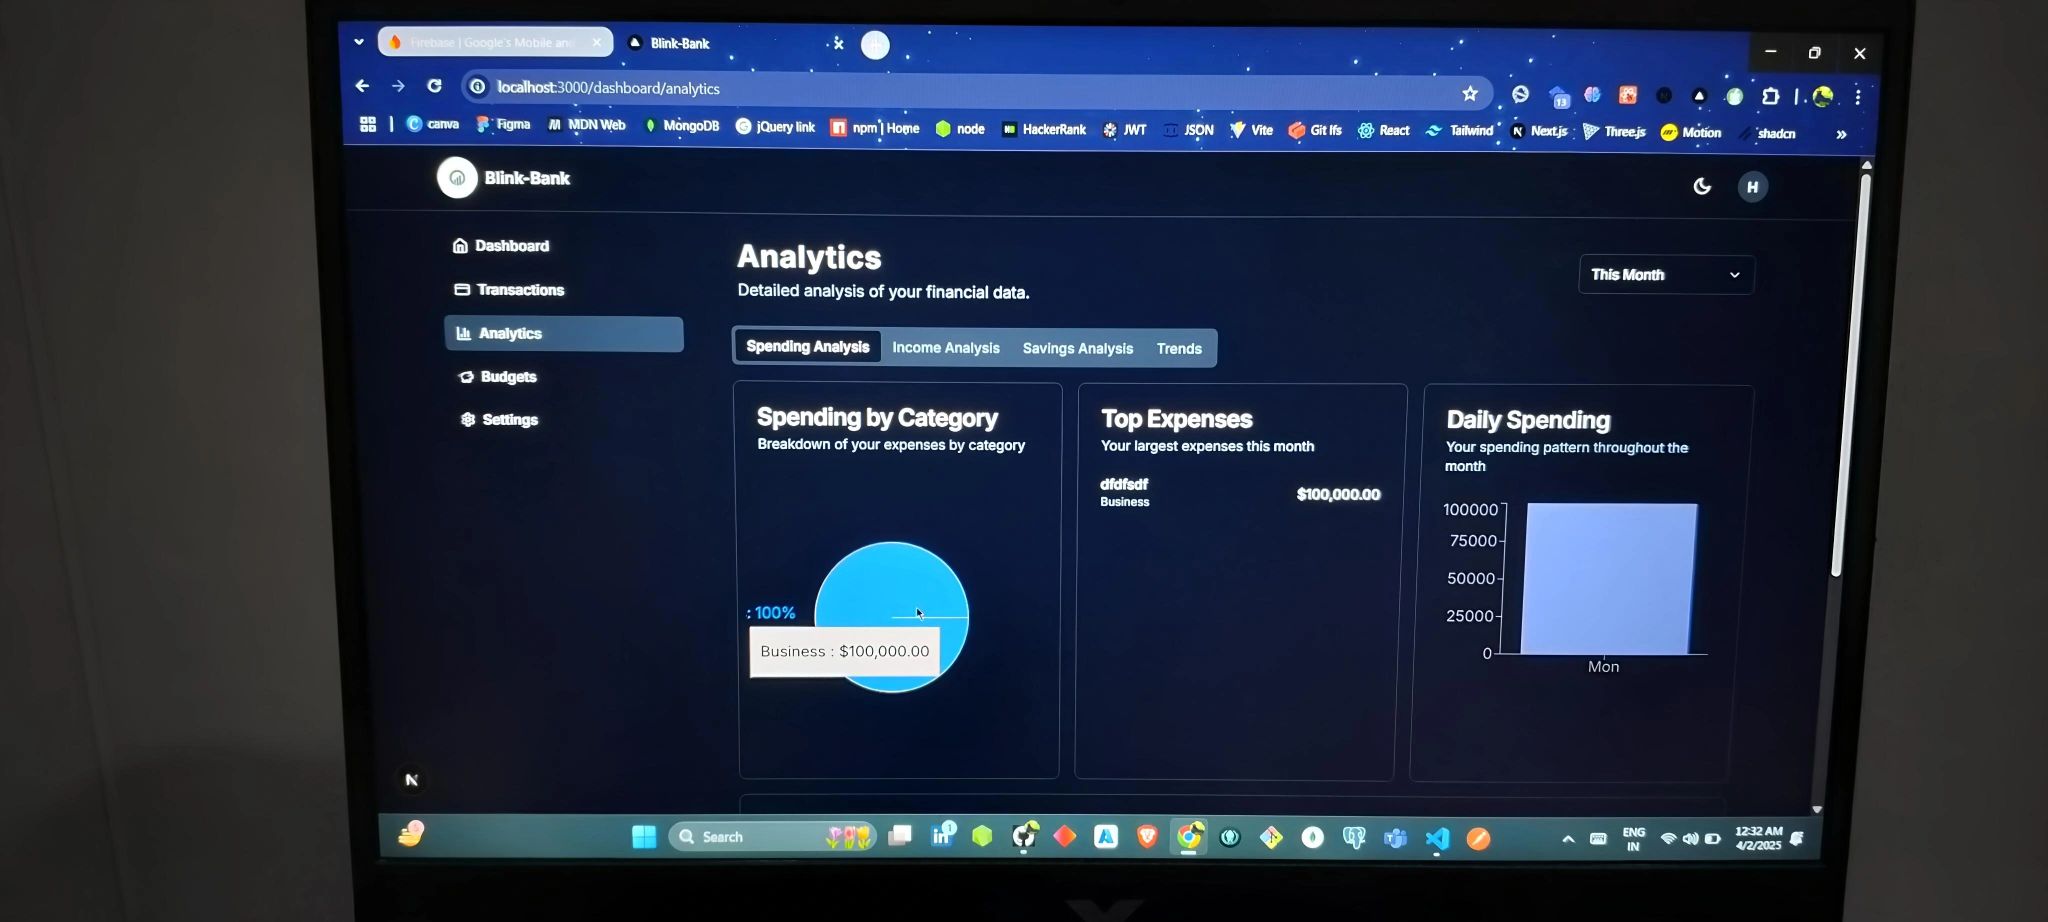 Firebase | Google's Mobile and
Blink-Bank
localhost:3000/dashboard/analytics
13
canva
Figma
MDN Web
MongoDB
jQuery link
npm | Home
node
HackerRank
JWT
JSON
Vite
Git lfs
React
Tailwind
Next.js
Three.js
Motion
shadcn
Blink-Bank
H
Dashboard
Transactions
Analytics
Budgets
Settings
Analytics
Detailed analysis of your financial data.
This Month
Spending Analysis
Income Analysis
Savings Analysis
Trends
Spending by Category
Breakdown of your expenses by category
: 100%
Business : $100,000.00
Top Expenses
Your largest expenses this month
dfdfsdf
$100,000.00
Business
Daily Spending
Your spending pattern throughout the
month
100000
75000
50000
25000
0
Mon
N
Search
ENG
IN
12:32 AM
4/2/2025